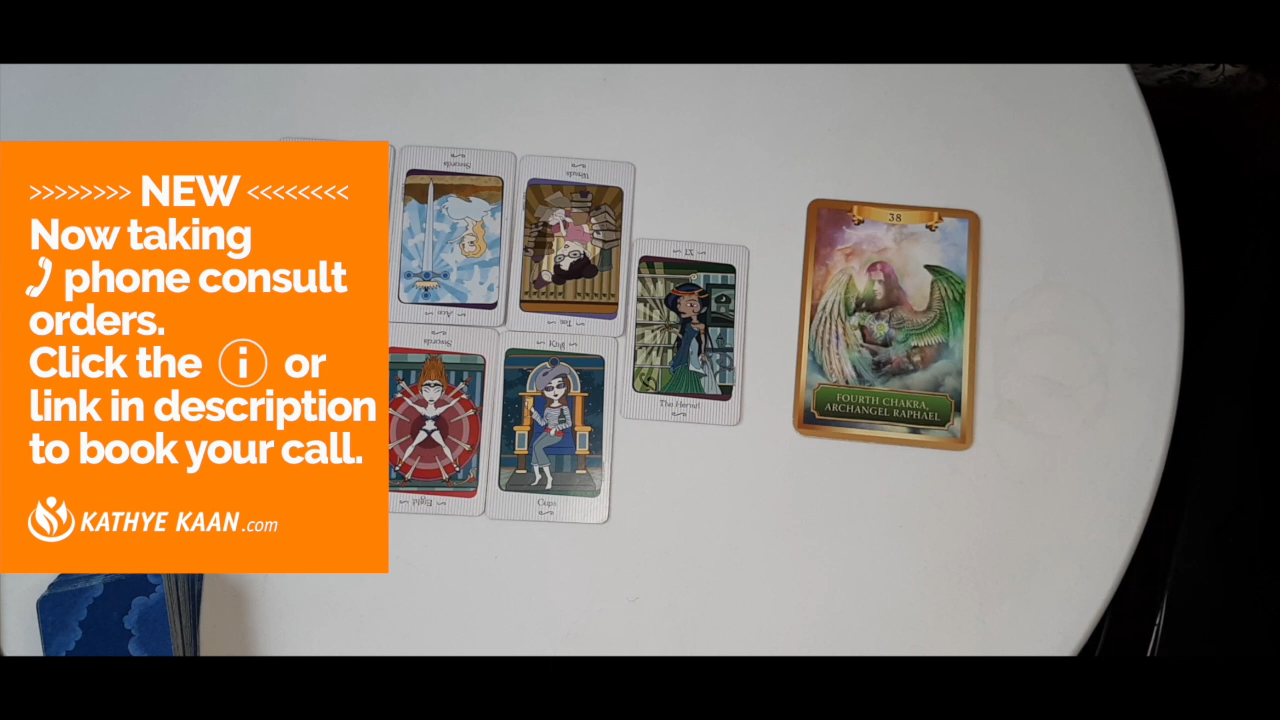 >>>>>>>> NEW <<<<<<<<
Now taking
phone consult
orders.
Click the i or
link in description
to book your call.
KATHYE KAAN.com
Swords
Ace
Wands
Ten
Swords
Eight
King
Cups
IX
The Hermit
38
FOURTH CHAKRA,
ARCHANGEL RAPHAEL